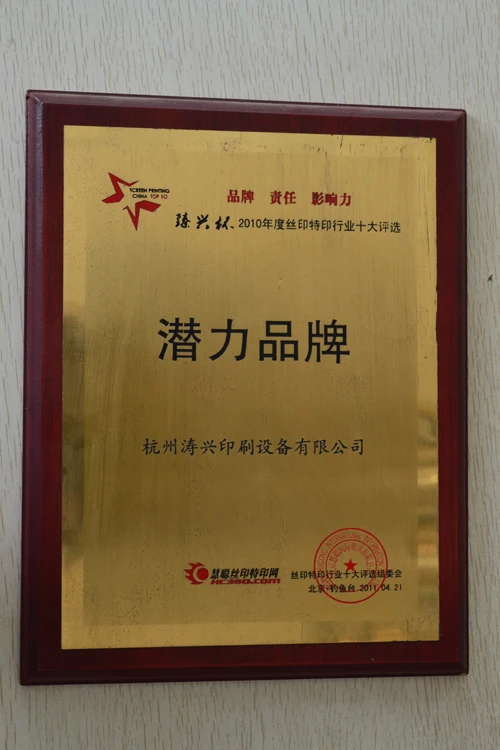 SCREEN PRINTING
CHINA TOP 10
品牌 责任 影响力
臻兴杯、2010年度丝印特印行业十大评选
潜力品牌
杭州涛兴印刷设备有限公司
慧聪丝印特印网
HC360.COM
丝印特印行业十大评选组委会
北京·钓鱼台 2011.04.21